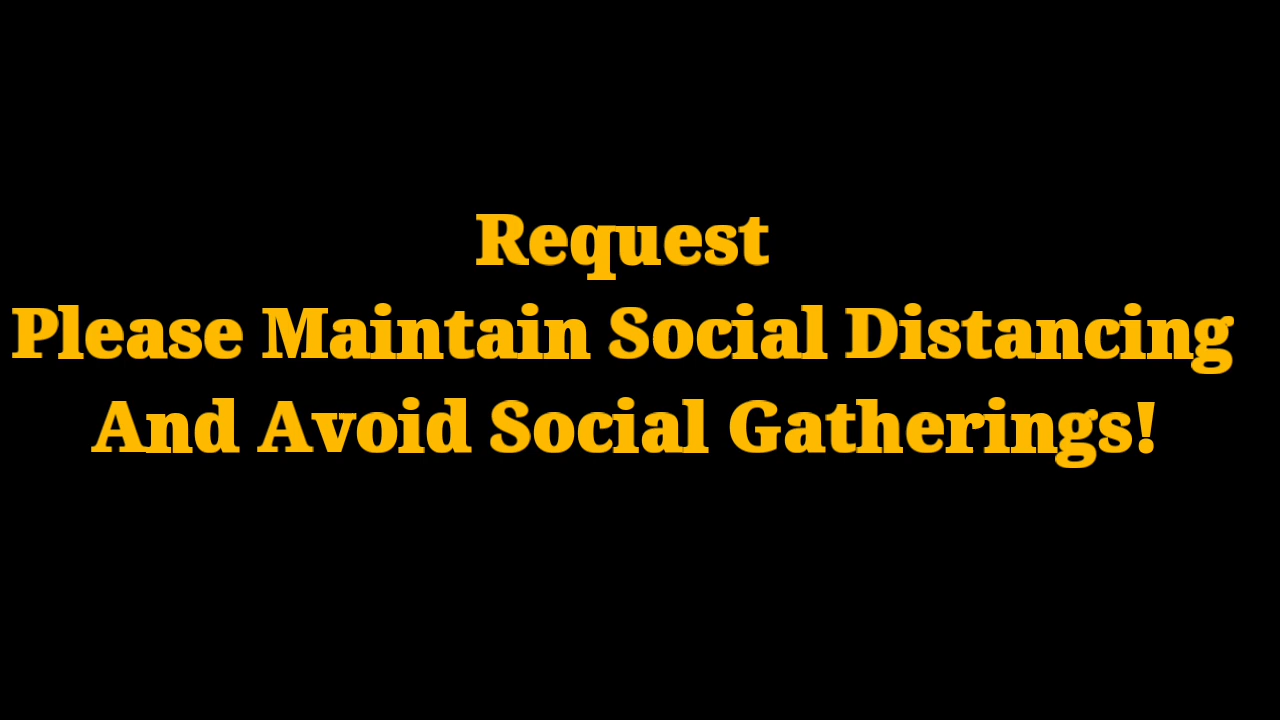 Request
Please Maintain Social Distancing
And Avoid Social Gatherings!